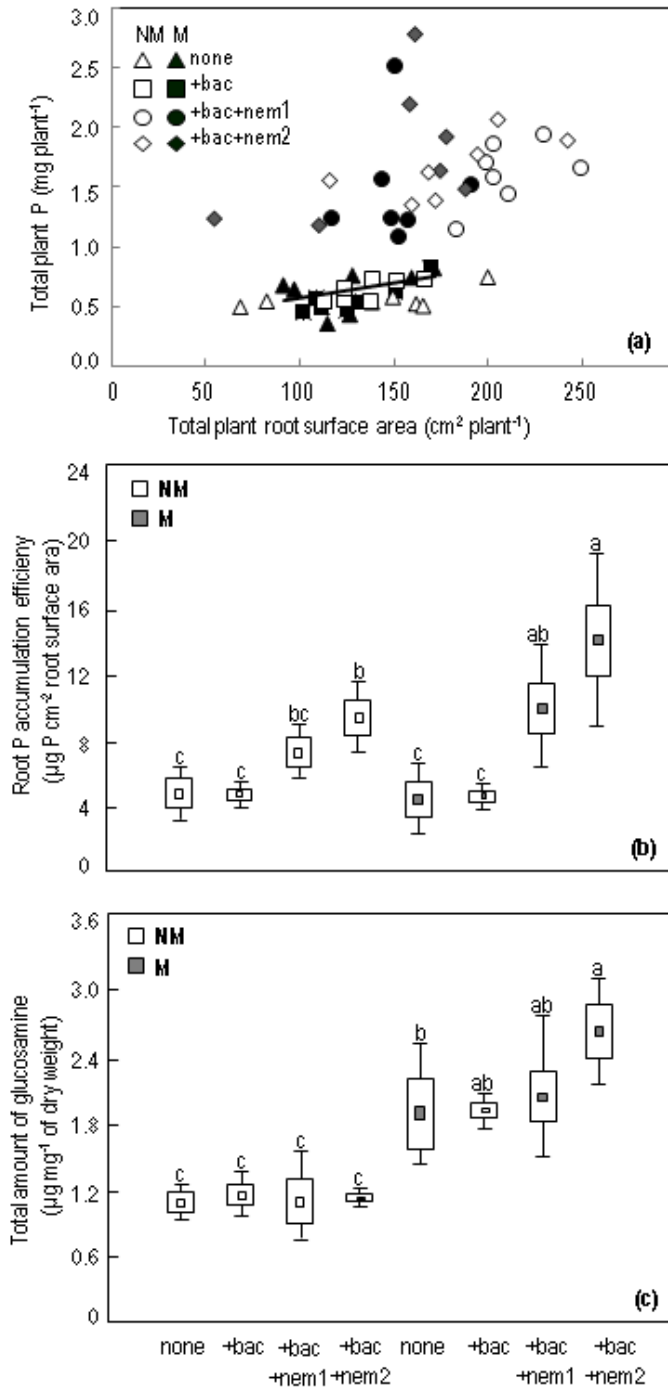 3.0
NM M
none
2.5
+bac
+bac+nem1
2.0
+bac+nem2
1.5
1.0
0.5
0.0
Total plant P (mg plant⁻¹)
(a)
0 50 100 150 200 250
Total plant root surface area (cm² plant⁻¹)
24
NM
M
20
16
12
8
4
0
Root P accumulation efficieny
(µg P cm⁻² root surface ara)
c c bc b c c ab a
(b)
3.6
NM
M
3.0
2.4
1.8
1.2
0.6
0
Total amount of glucosamine
(µg mg⁻¹ of dry weight)
c c c c b ab ab a
(c)
none +bac +bac +bac none +bac +bac +bac
+nem1 +nem2 +nem1 +nem2